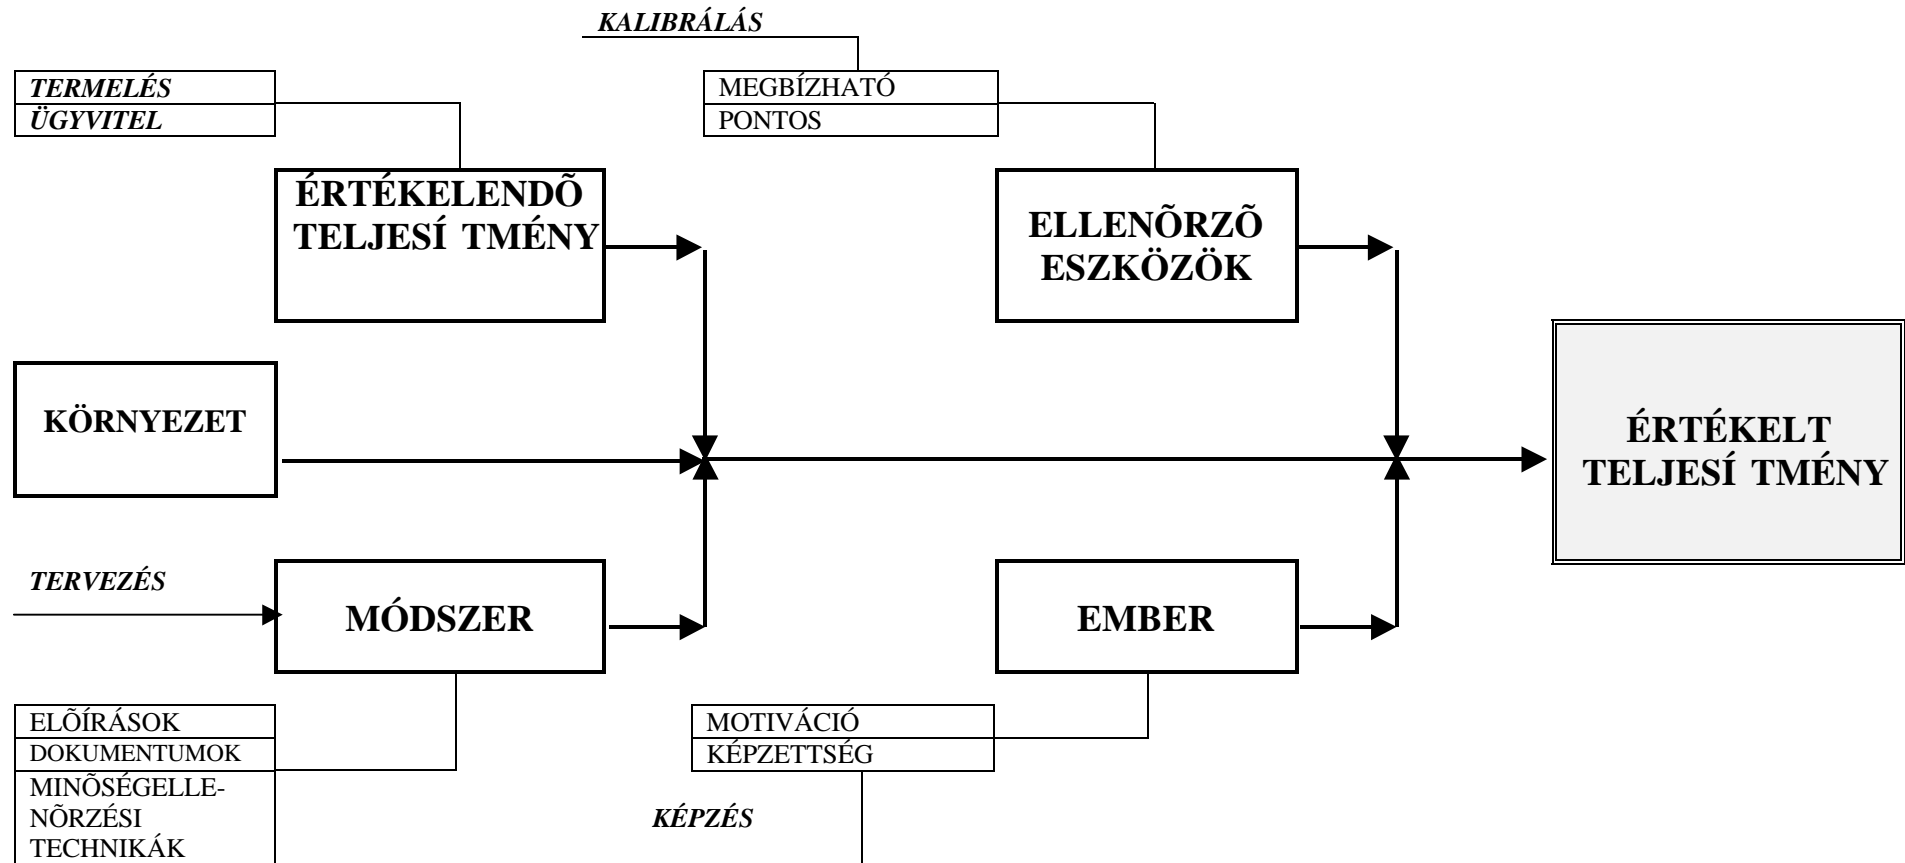 KALIBRÁLÁS
TERMELÉS
ÜGYVITEL
MEGBÍZHATÓ
PONTOS
ÉRTÉKELENDÕ
TELJESÍ TMÉNY
ELLENÕRZÕ
ESZKÖZÖK
KÖRNYEZET
ÉRTÉKELT
TELJESÍ TMÉNY
TERVEZÉS
MÓDSZER
EMBER
ELÕÍRÁSOK
DOKUMENTUMOK
MINÕSÉGELLE-
NÕRZÉSI
TECHNIKÁK
MOTIVÁCIÓ
KÉPZETTSÉG
KÉPZÉS